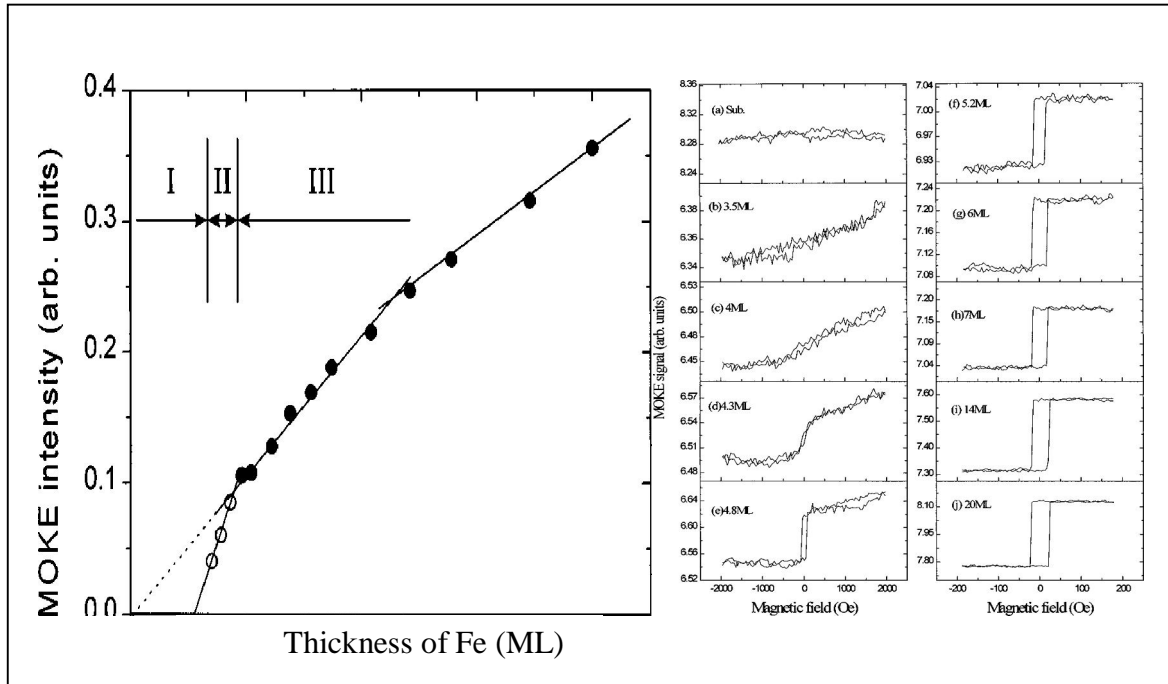 0.4
0.3
0.2
0.1
0.0
MOKE intensity (arb. units)
I II III
Thickness of Fe (ML)
MOKE signal (arb. units)
8.36
8.32
8.28
8.24
(a) Sub.
6.38
6.36
6.34
(b) 3.5ML
6.53
6.48
6.45
(c) 4ML
6.57
6.54
6.51
6.48
(d) 4.3ML
6.64
6.60
6.56
6.52
(e) 4.8ML
-2000 -1000 0 1000 2000
Magnetic field (Oe)
7.04
7.00
6.97
6.93
(f) 5.2ML
7.24
7.20
7.12
7.08
(g) 6ML
7.20
7.15
7.09
7.04
(h) 7ML
7.60
7.50
7.40
7.30
(i) 14ML
8.10
7.80
(j) 20ML
-200 -100 0 100 200
Magnetic field (Oe)